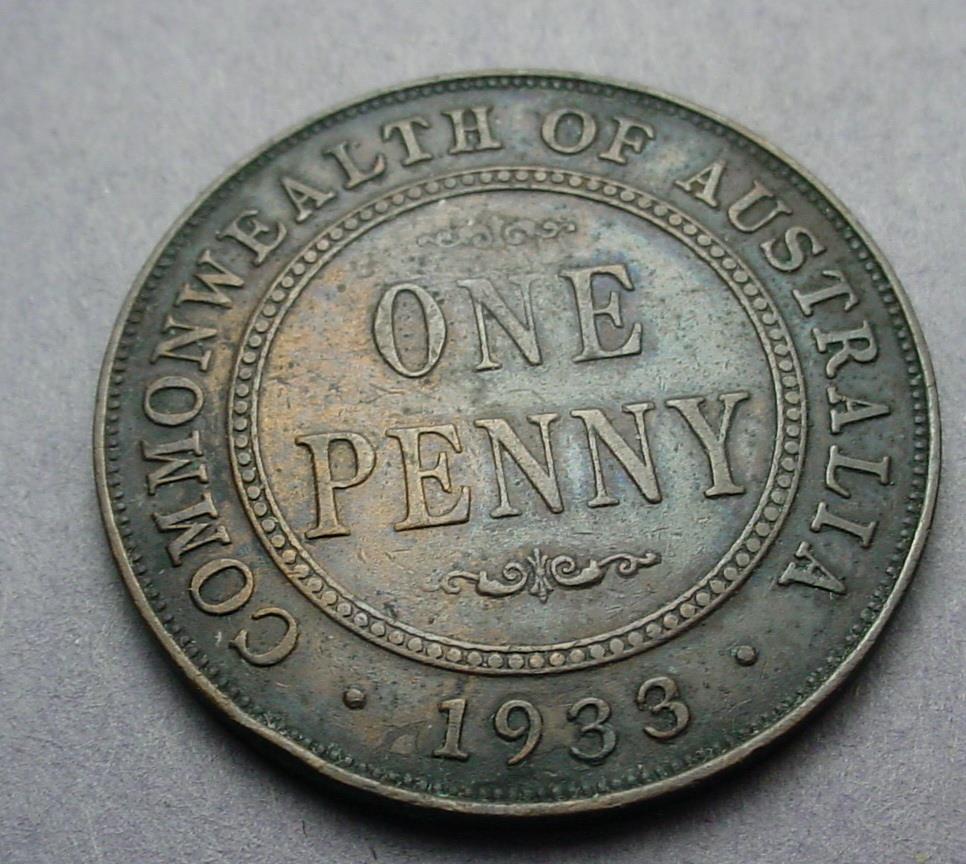 COMMONWEALTH OF AUSTRALIA
ONE
PENNY
· 1933 ·